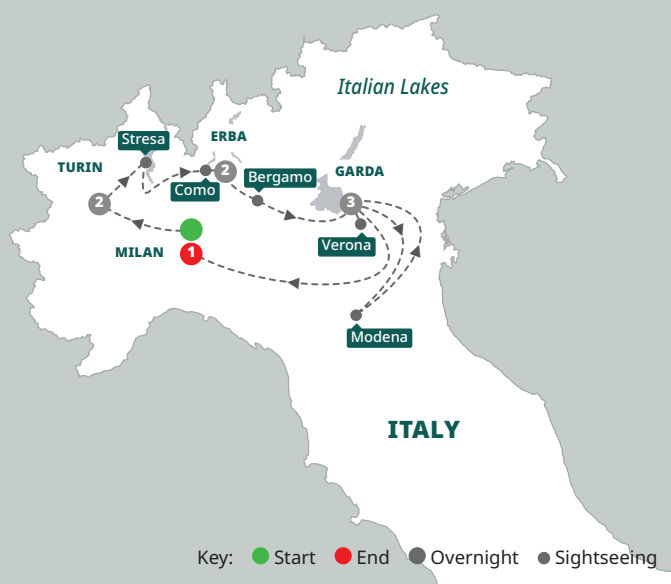 Italian Lakes
Stresa
ERBA
TURIN
2
Como
Bergamo
GARDA
2
3
Verona
MILAN
1
Modena
ITALY
Key: Start End Overnight Sightseeing